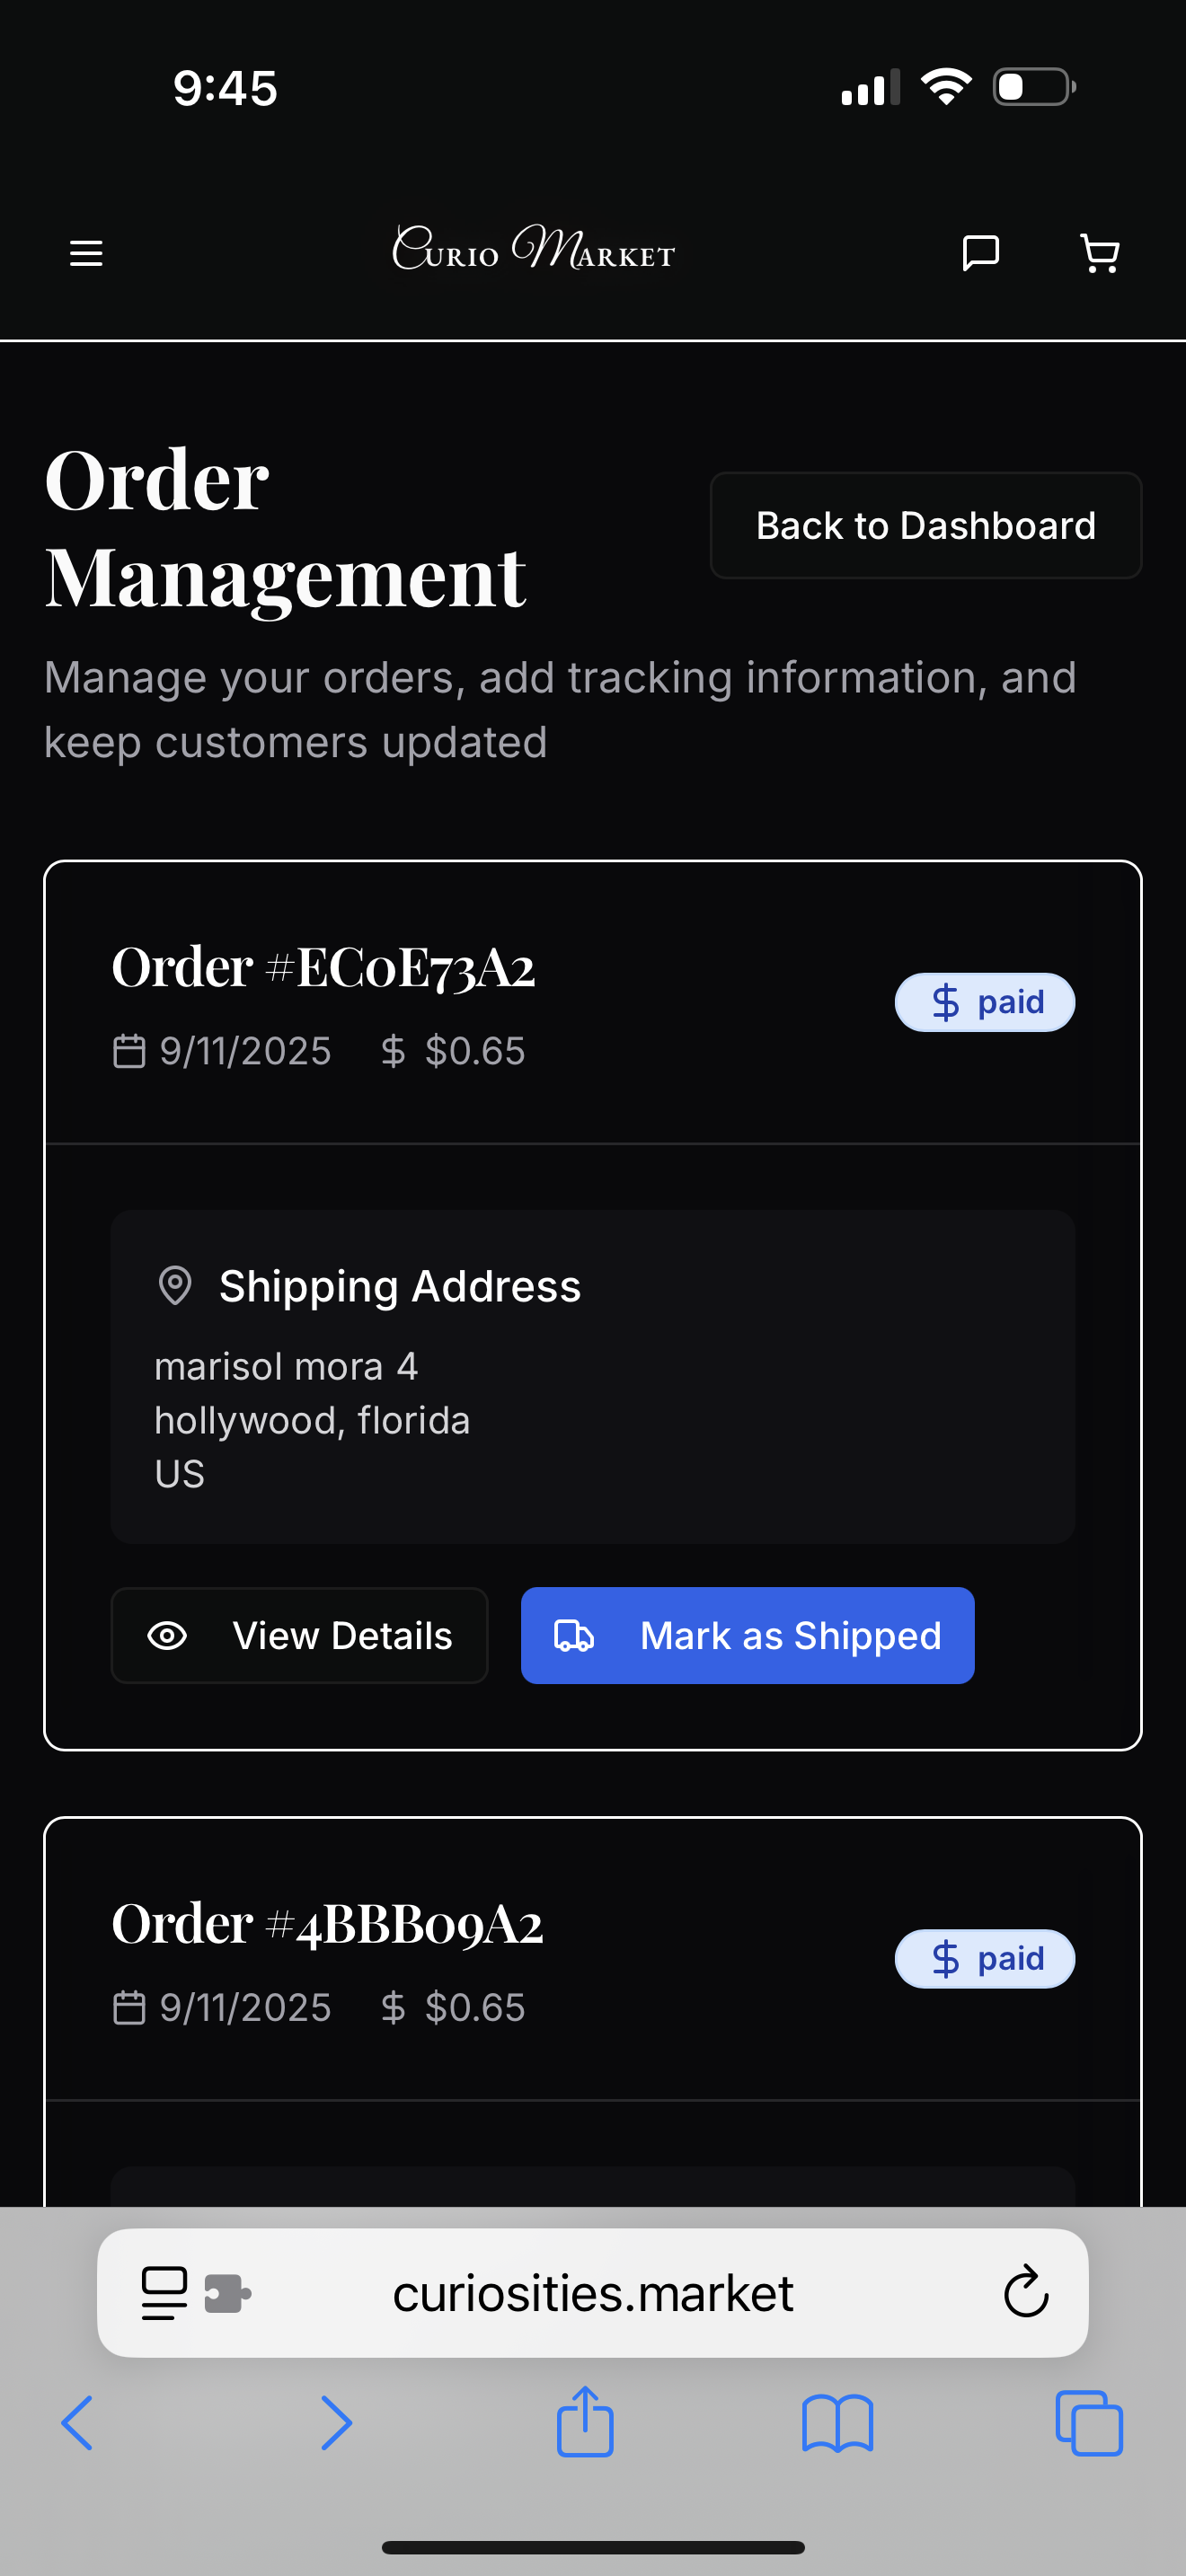 9:45
Curio Market
Order
Management
Back to Dashboard
Manage your orders, add tracking information, and
keep customers updated
Order #EC0E73A2
paid
9/11/2025 $0.65
Shipping Address
marisol mora 4
hollywood, florida
US
View Details
Mark as Shipped
Order #4BBB09A2
paid
9/11/2025 $0.65
curiosities.market